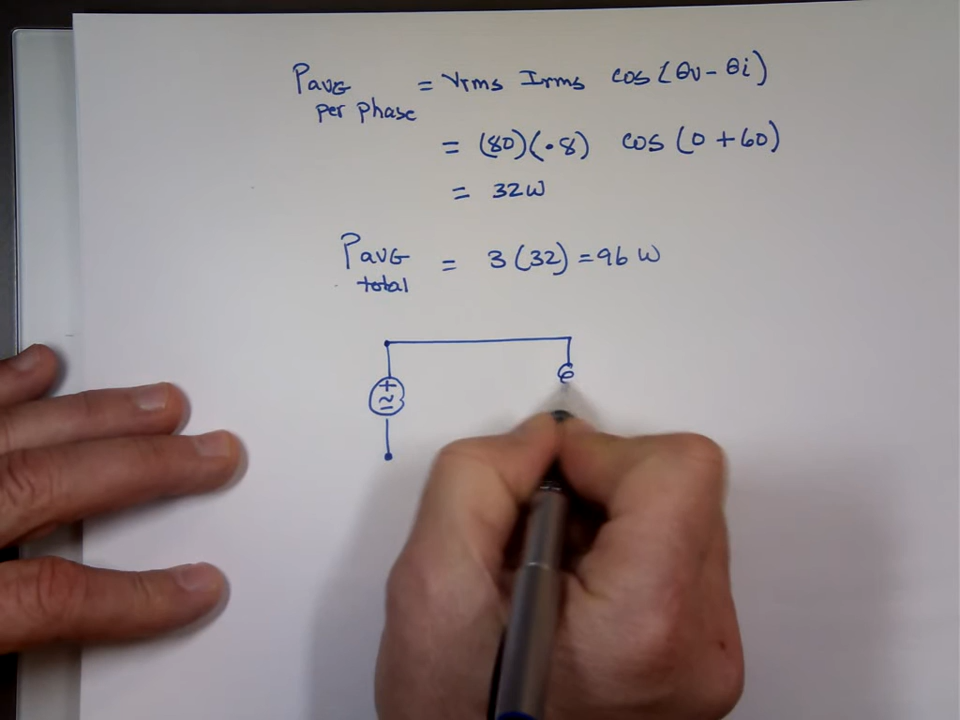 PAVG per phase = Vrms Irms cos(θv - θi)
= (80)(.8) cos(0+60)
= 32W
PAVG total = 3(32) = 96 W
+